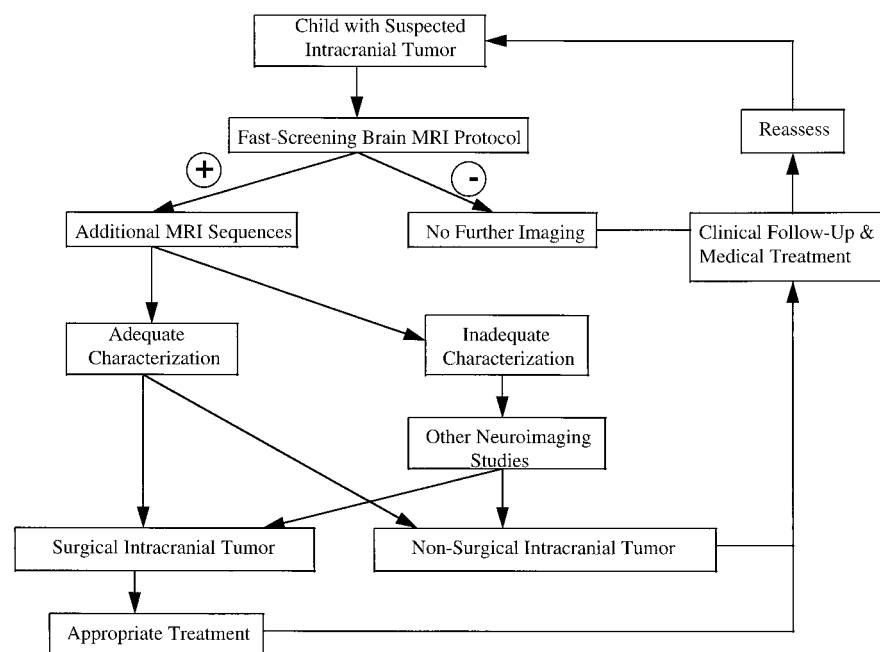 Child with Suspected
Intracranial Tumor
Fast-Screening Brain MRI Protocol
Reassess
+
-
Additional MRI Sequences
No Further Imaging
Clinical Follow-Up &
Medical Treatment
Adequate
Characterization
Inadequate
Characterization
Other Neuroimaging
Studies
Surgical Intracranial Tumor
Non-Surgical Intracranial Tumor
Appropriate Treatment